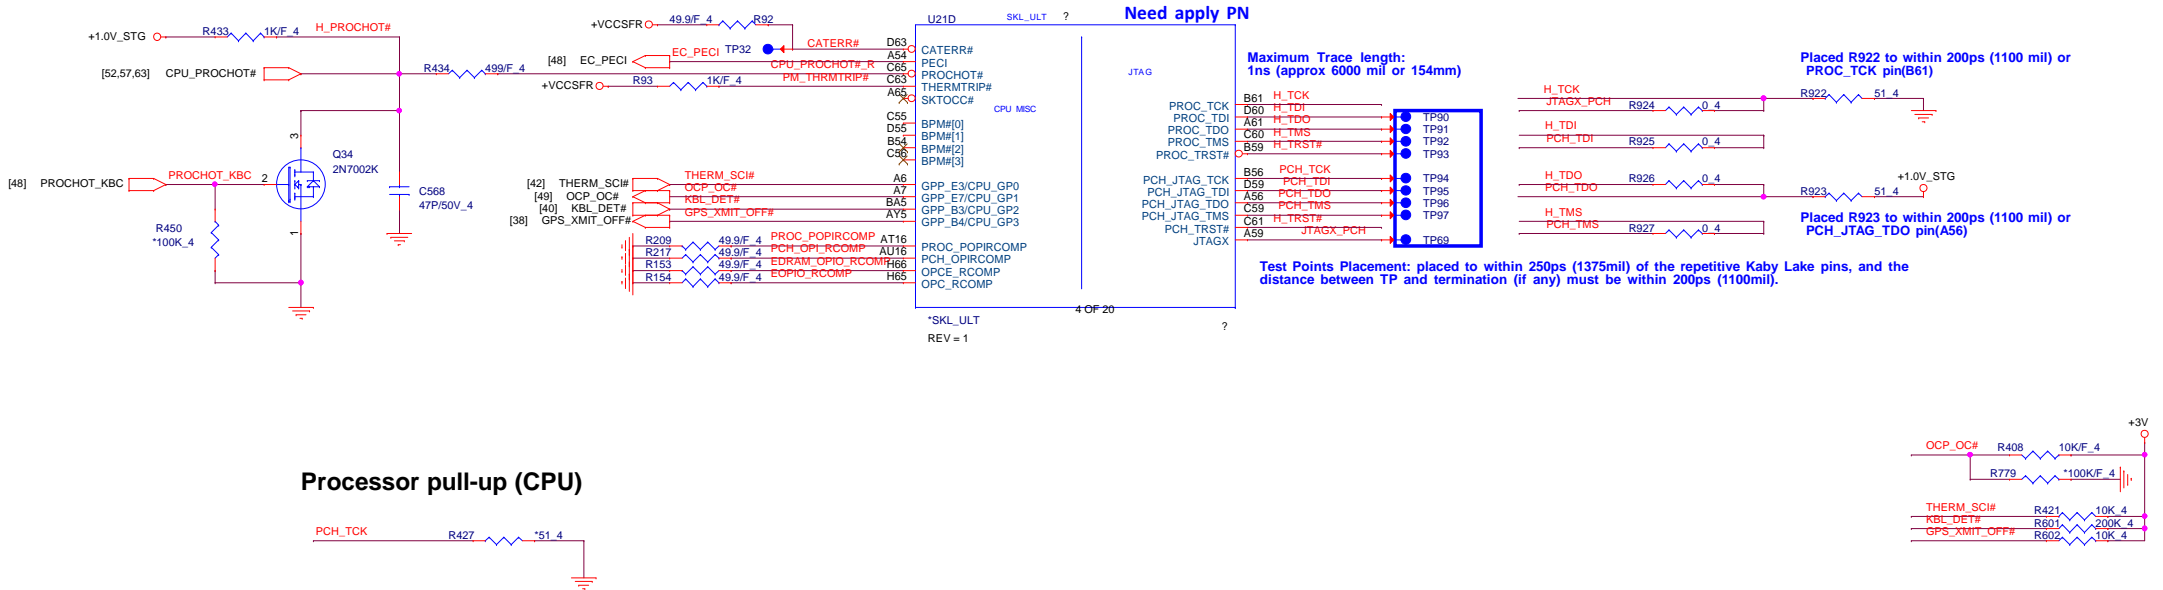 U21D
SKL_ULT
?
Need apply PN
+VCCSFR
49.9/F_4
R92
+1.0V_STG
R433
1K/F_4
H_PROCHOT#
TP32
CATERR#
D63
CATERR#
[48]
EC_PECI
EC_PECI
A54
PECI
[52,57,63]
CPU_PROCHOT#
R434
499/F_4
CPU_PROCHOT#_R
C65
PROCHOT#
+VCCSFR
R93
1K/F_4
PM_THRMTRIP#
C63
THERMTRIP#
A65
SKTOCC#
JTAG
CPU MISC
C55
BPM#[0]
D55
BPM#[1]
B54
BPM#[2]
C56
BPM#[3]
3
Q34
2N7002K
[48]
PROCHOT_KBC
PROCHOT_KBC
2
1
C568
47P/50V_4
R450
*100K_4
[42]
THERM_SCI#
THERM_SCI#
A6
GPP_E3/CPU_GP0
[49]
OCP_OC#
OCP_OC#
A7
GPP_E7/CPU_GP1
[40]
KBL_DET#
KBL_DET#
BA5
GPP_B3/CPU_GP2
[38]
GPS_XMIT_OFF#
GPS_XMIT_OFF#
AY5
GPP_B4/CPU_GP3
R209
49.9/F_4
PROC_POPIRCOMP
AT16
PROC_POPIRCOMP
R217
49.9/F_4
PCH_OPI_RCOMP
AU16
PCH_OPIRCOMP
R153
49.9/F_4
EDRAM_OPIO_RCOMP
H66
OPCE_RCOMP
R154
49.9/F_4
EOPIO_RCOMP
H65
OPC_RCOMP
Maximum Trace length:
1ns (approx 6000 mil or 154mm)
PROC_TCK
B61
H_TCK
PROC_TDI
D60
H_TDI
TP90
PROC_TDO
A61
H_TDO
TP91
PROC_TMS
C60
H_TMS
TP92
PROC_TRST#
B59
H_TRST#
TP93
PCH_JTAG_TCK
B56
PCH_TCK
TP94
PCH_JTAG_TDI
D59
PCH_TDI
TP95
PCH_JTAG_TDO
A56
PCH_TDO
TP96
PCH_JTAG_TMS
C59
PCH_TMS
TP97
PCH_TRST#
C61
H_TRST#
JTAGX
A59
JTAGX_PCH
TP69
4 OF 20
*SKL_ULT
?
REV = 1
Placed R922 to within 200ps (1100 mil) or
PROC_TCK pin(B61)
H_TCK
R922
51_4
JTAGX_PCH
R924
0_4
H_TDI
PCH_TDI
R925
0_4
H_TDO
R926
0_4
+1.0V_STG
PCH_TDO
R923
51_4
H_TMS
PCH_TMS
R927
0_4
Placed R923 to within 200ps (1100 mil) or
PCH_JTAG_TDO pin(A56)
Test Points Placement: placed to within 250ps (1375mil) of the repetitive Kaby Lake pins, and the
distance between TP and termination (if any) must be within 200ps (1100mil).
Processor pull-up (CPU)
PCH_TCK
R427
*51_4
+3V
OCP_OC#
R408
10K/F_4
R779
*100K/F_4
THERM_SCI#
R421
10K_4
KBL_DET#
R601
200K_4
GPS_XMIT_OFF#
R602
10K_4